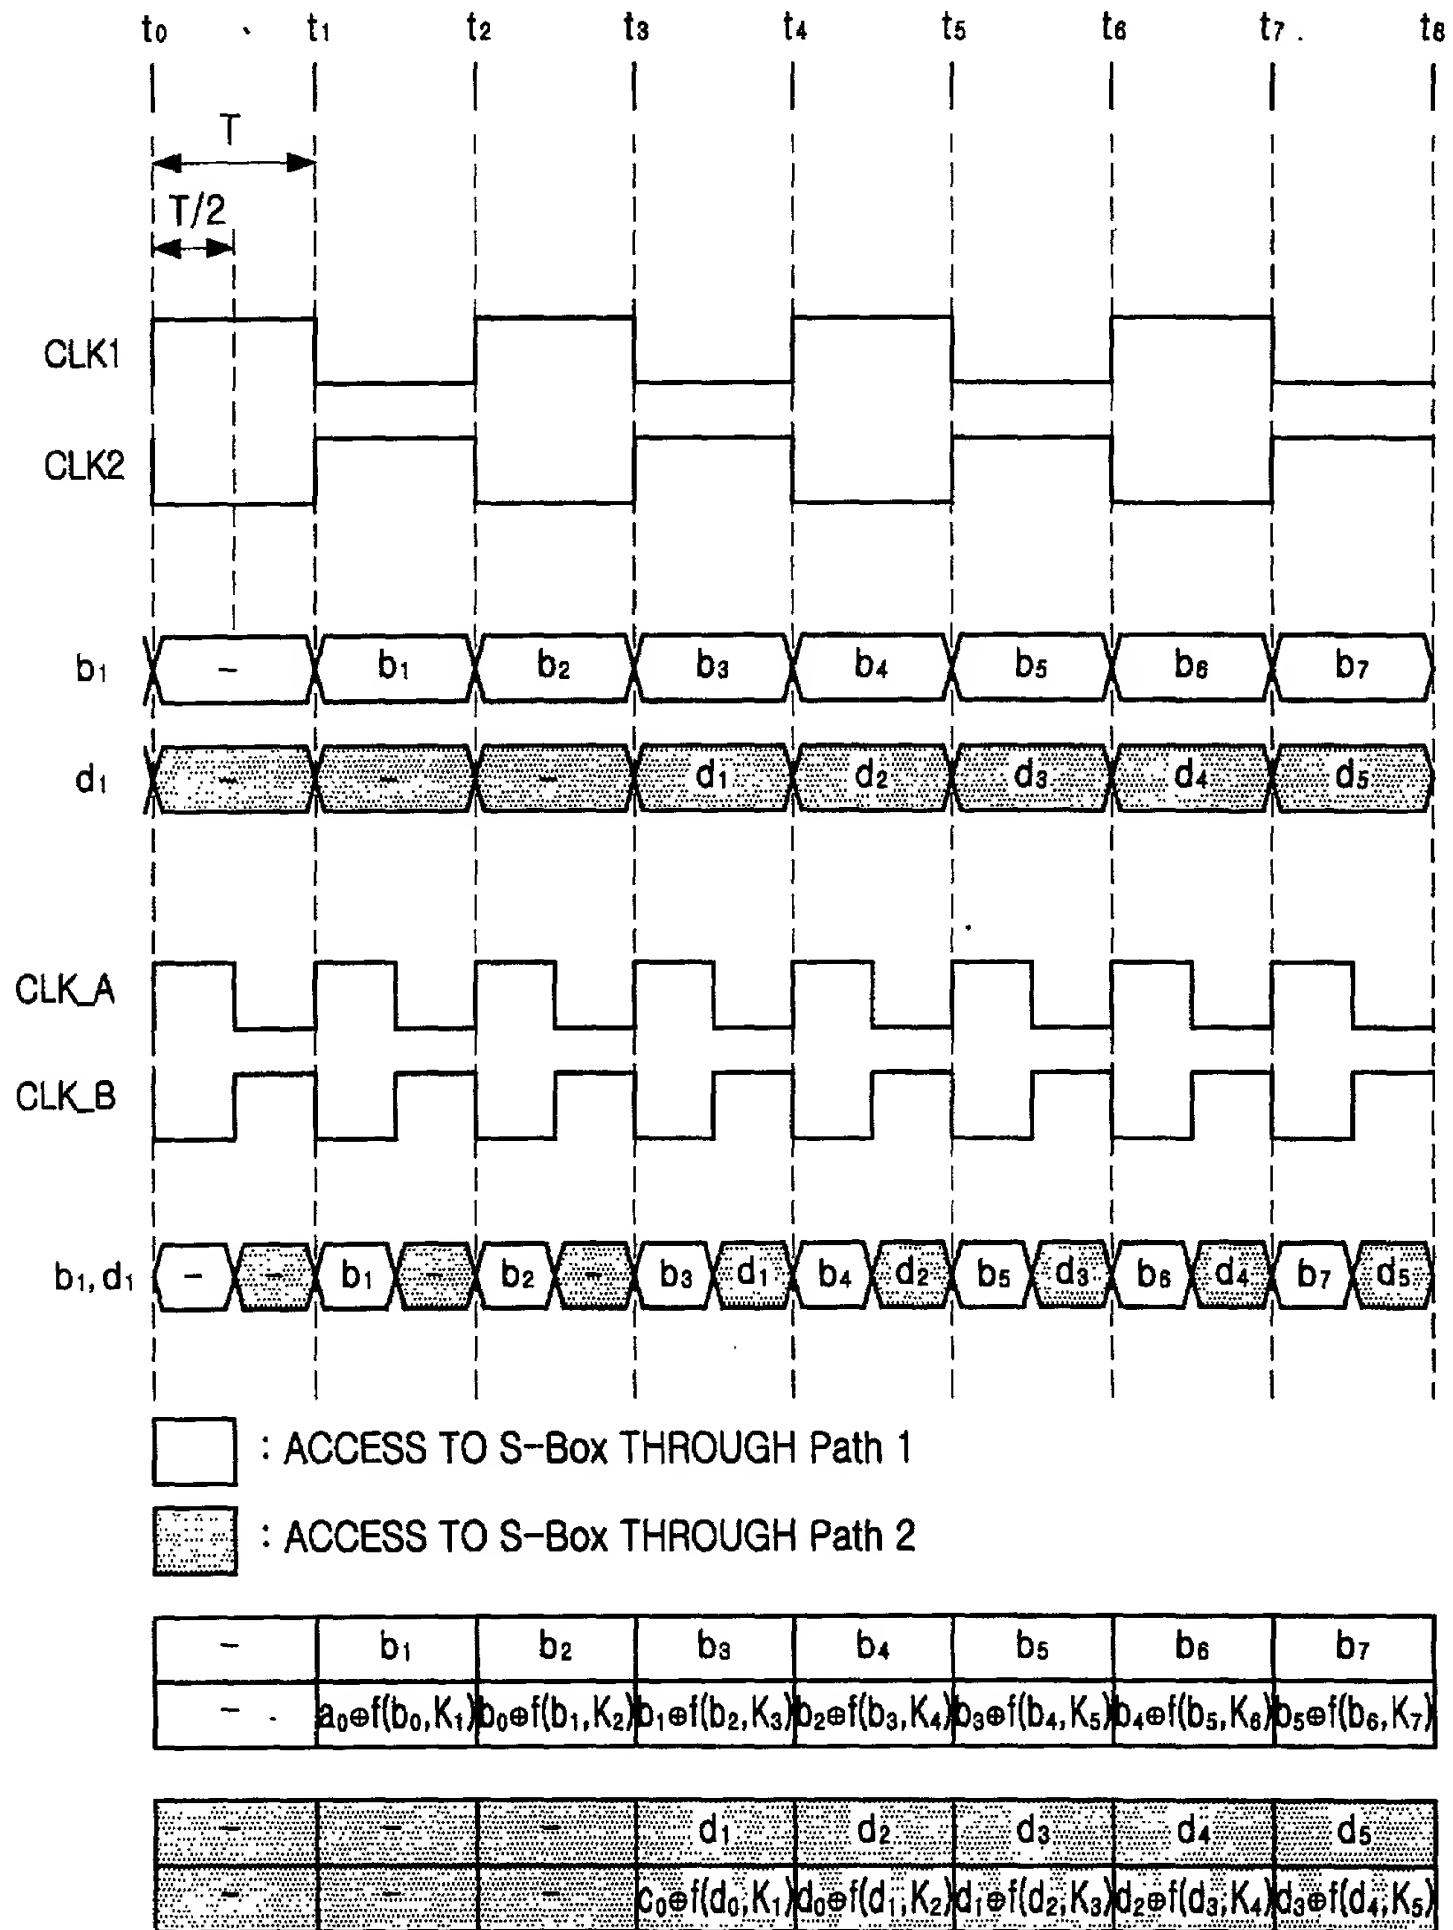 t₀ t₁ t₂ t₃ t₄ t₅ t₆ t₇ t₈
T
T/2
CLK1
CLK2
b₁ - b₁ b₂ b₃ b₄ b₅ b₆ b₇
d₁ - - - d₁ d₂ d₃ d₄ d₅
CLK_A
CLK_B
b₁, d₁ - - b₁ - b₂ - b₃ d₁ b₄ d₂ b₅ d₃ b₆ d₄ b₇ d₅
: ACCESS TO S-Box THROUGH Path 1
: ACCESS TO S-Box THROUGH Path 2
- b₁ b₂ b₃ b₄ b₅ b₆ b₇
- a₀⊕f(b₀,K₁) b₀⊕f(b₁,K₂) b₁⊕f(b₂,K₃) b₂⊕f(b₃,K₄) b₃⊕f(b₄,K₅) b₄⊕f(b₅,K₆) b₅⊕f(b₆,K₇)
- - - d₁ d₂ d₃ d₄ d₅
- - - c₀⊕f(d₀,K₁) d₀⊕f(d₁,K₂) d₁⊕f(d₂,K₃) d₂⊕f(d₃,K₄) d₃⊕f(d₄,K₅)